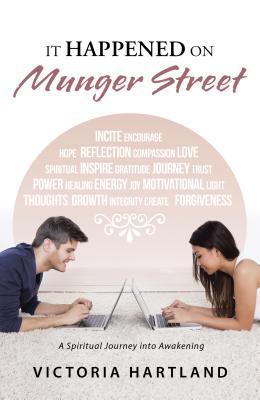 IT HAPPENED ON
Munger Street
INCITE ENCOURAGE
HOPE REFLECTION COMPASSION LOVE
SPIRITUAL INSPIRE GRATITUDE JOURNEY TRUST
POWER HEALING ENERGY JOY MOTIVATIONAL LIGHT
THOUGHTS GROWTH INTEGRITY CREATE FORGIVENESS
A Spiritual Journey into Awakening
VICTORIA HARTLAND